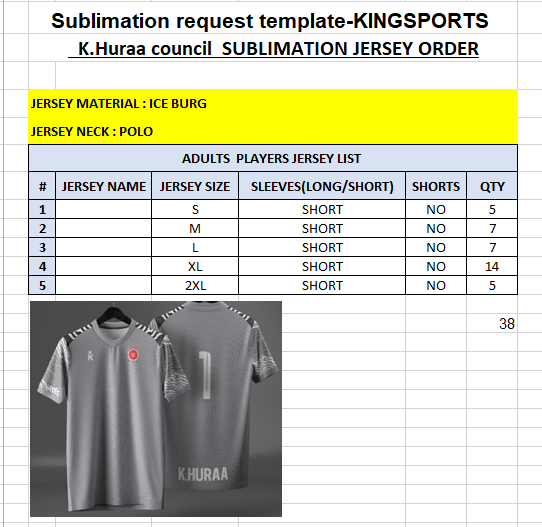 Sublimation request template-KINGSPORTS
K.Huraa council SUBLIMATION JERSEY ORDER
JERSEY MATERIAL : ICE BURG
JERSEY NECK : POLO
ADULTS PLAYERS JERSEY LIST
# JERSEY NAME JERSEY SIZE SLEEVES(LONG/SHORT) SHORTS QTY
1 S SHORT NO 5
2 M SHORT NO 7
3 L SHORT NO 7
4 XL SHORT NO 14
5 2XL SHORT NO 5
38
1
K.HURAA